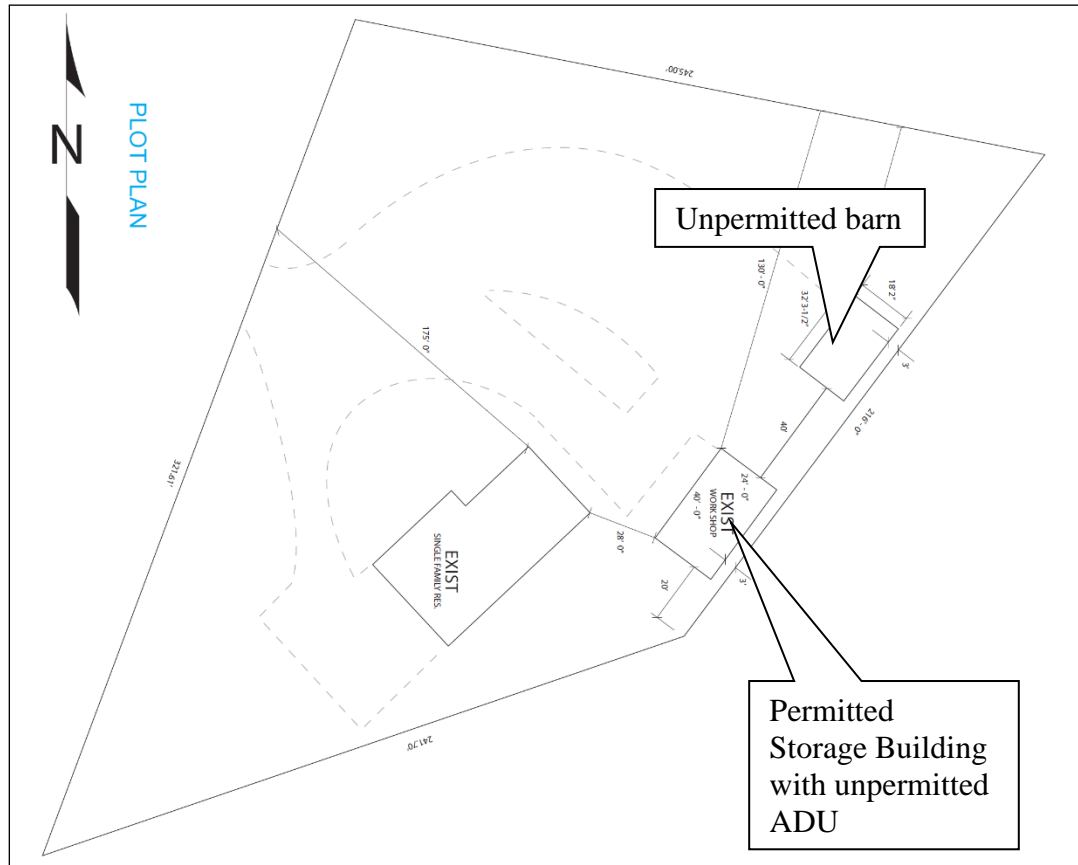 N
PLOT PLAN
245.00'
Unpermitted barn
130'- 0"
18'2"
32'3-1/2"
3'
216' - 0"
175' 0"
40'
24' - 0"
EXIST
WORK SHOP
40' - 0"
321.61'
28' 0"
EXIST
SINGLE FAMILY RES.
20'
3'
241.70'
Permitted
Storage Building
with unpermitted
ADU